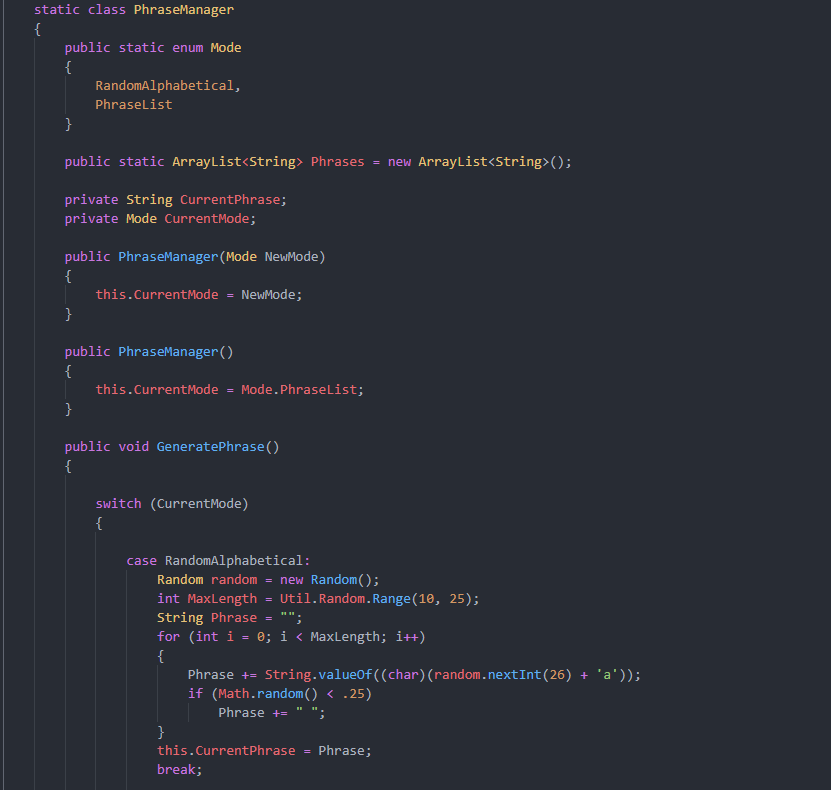 static class PhraseManager
{
public static enum Mode
{
RandomAlphabetical,
PhraseList
}
public static ArrayList<String> Phrases = new ArrayList<String>();
private String CurrentPhrase;
private Mode CurrentMode;
public PhraseManager(Mode NewMode)
{
this.CurrentMode = NewMode;
}
public PhraseManager()
{
this.CurrentMode = Mode.PhraseList;
}
public void GeneratePhrase()
{
switch (CurrentMode)
{
case RandomAlphabetical:
Random random = new Random();
int MaxLength = Util.Random.Range(10, 25);
String Phrase = "";
for (int i = 0; i < MaxLength; i++)
{
Phrase += String.valueOf((char)(random.nextInt(26) + 'a'));
if (Math.random() < .25)
Phrase += " ";
}
this.CurrentPhrase = Phrase;
break;